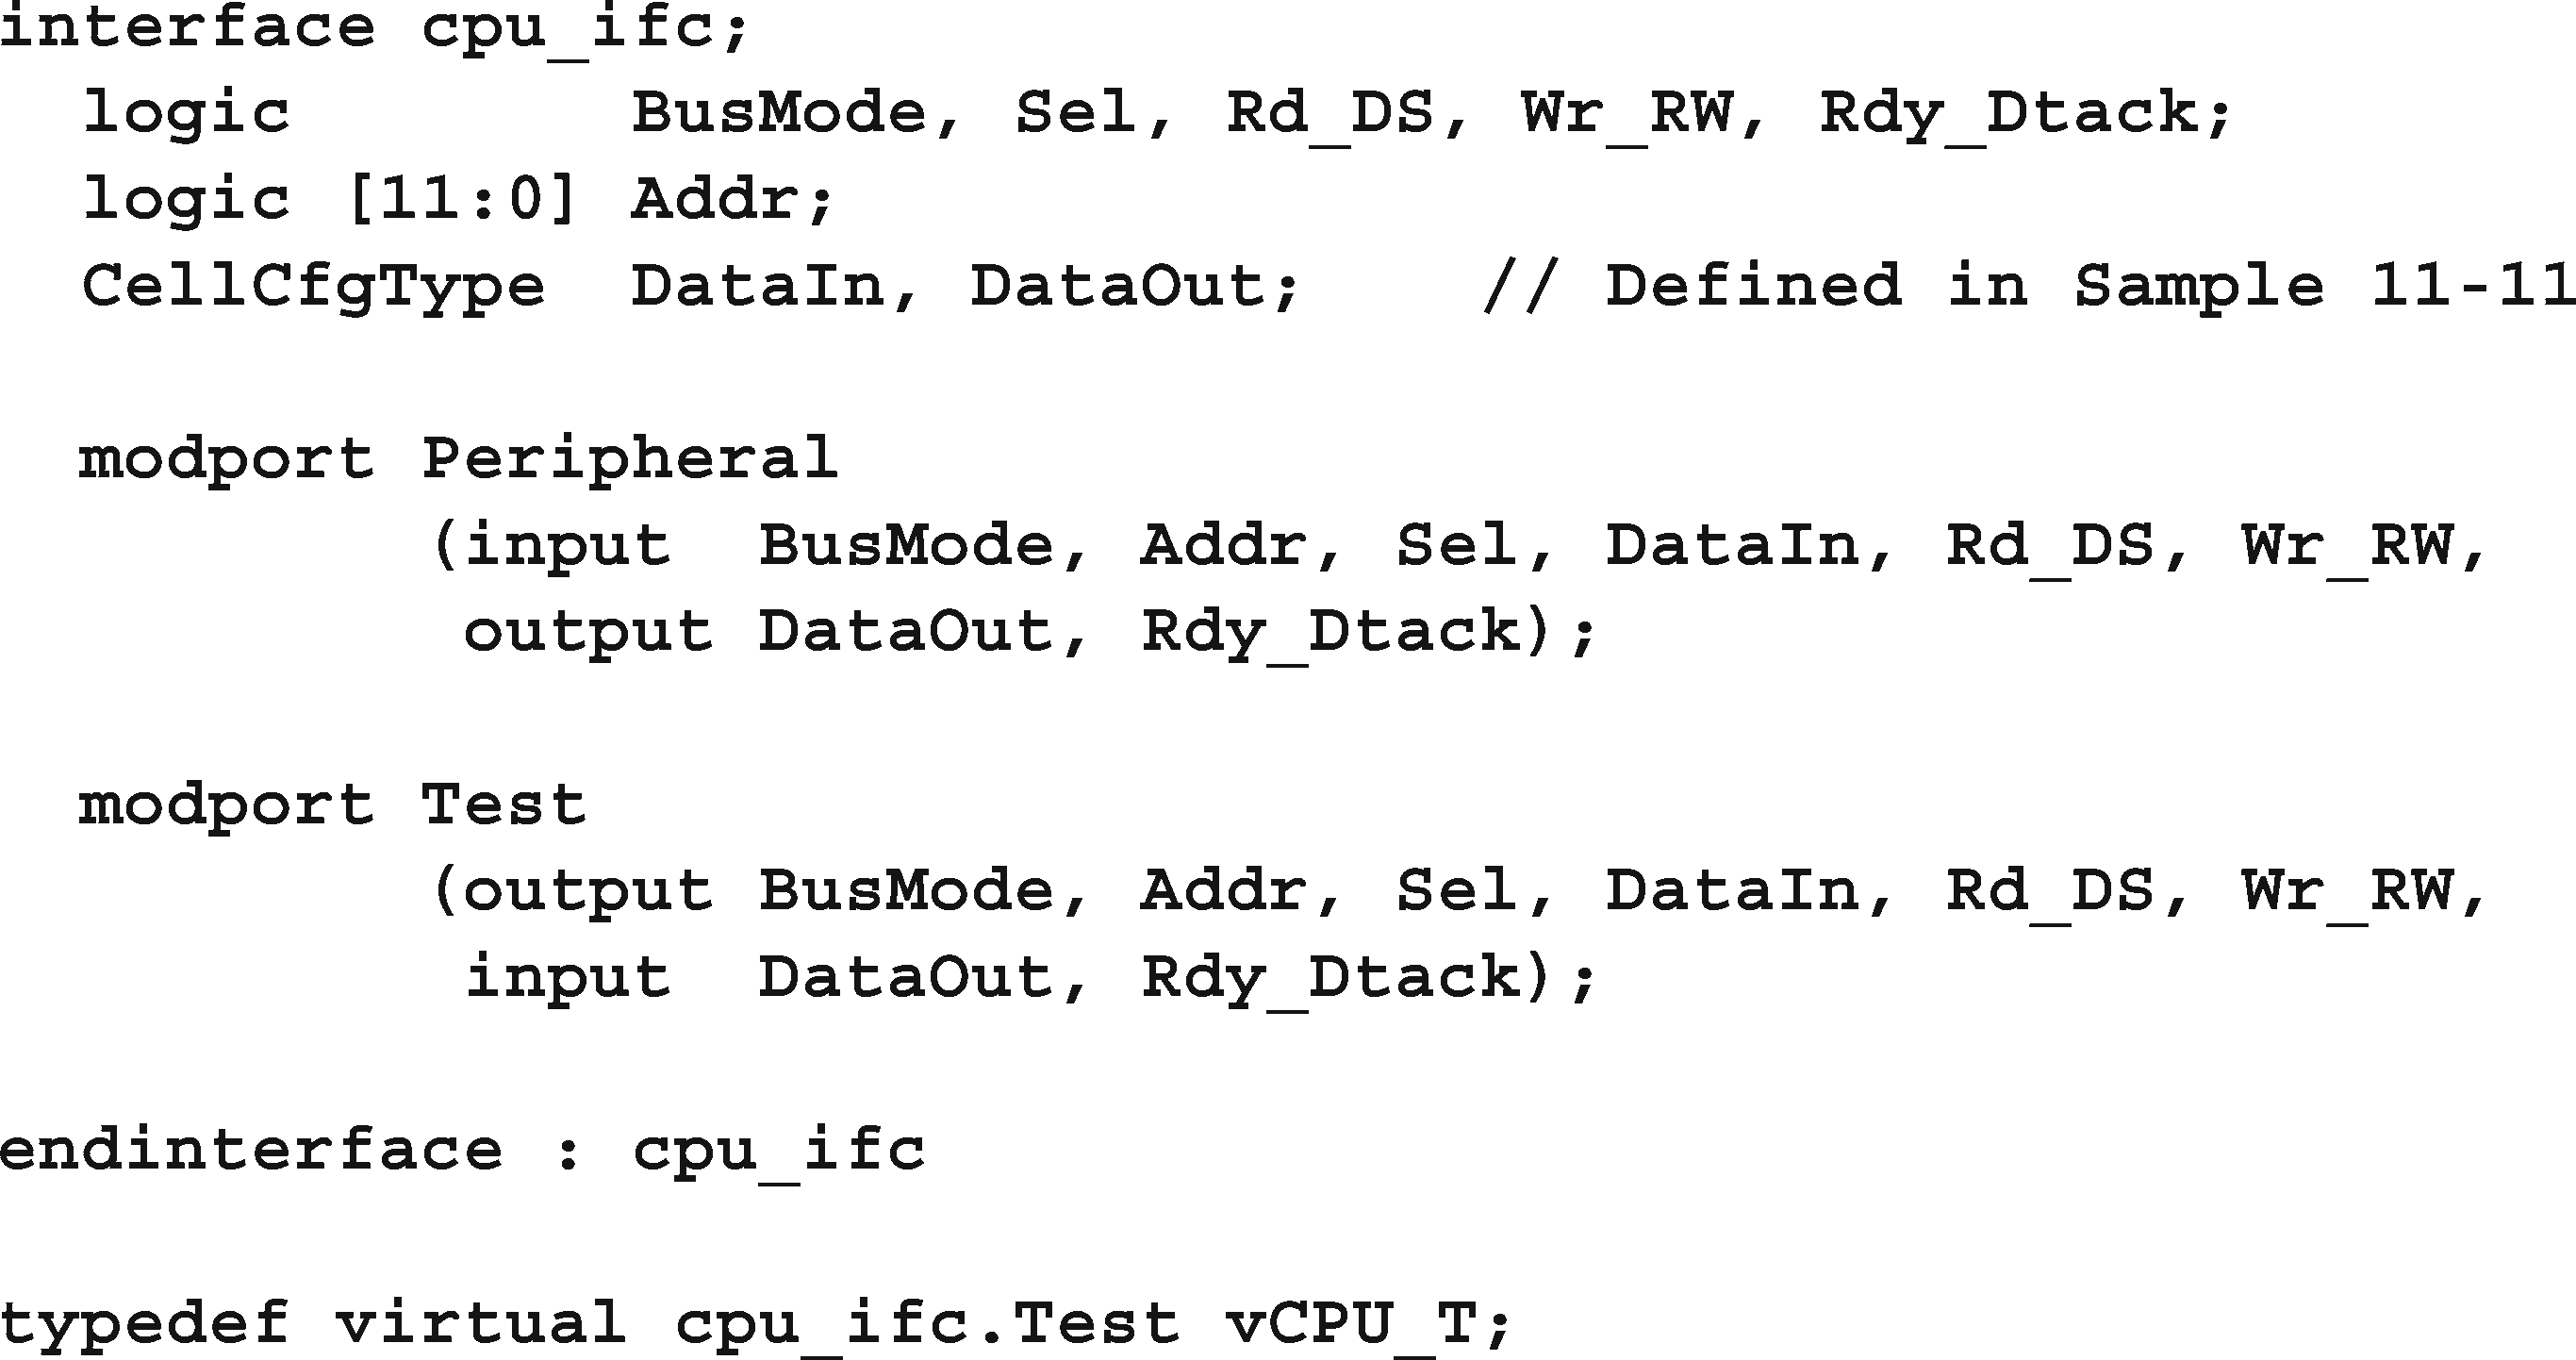 interface cpu_ifc;
  logic        BusMode, Sel, Rd_DS, Wr_RW, Rdy_Dtack;
  logic [11:0] Addr;
  CellCfgType  DataIn, DataOut;    // Defined in Sample 11-11

  modport Peripheral
          (input  BusMode, Addr, Sel, DataIn, Rd_DS, Wr_RW,
           output DataOut, Rdy_Dtack);

  modport Test
          (output BusMode, Addr, Sel, DataIn, Rd_DS, Wr_RW,
           input  DataOut, Rdy_Dtack);

endinterface : cpu_ifc

typedef virtual cpu_ifc.Test vCPU_T;